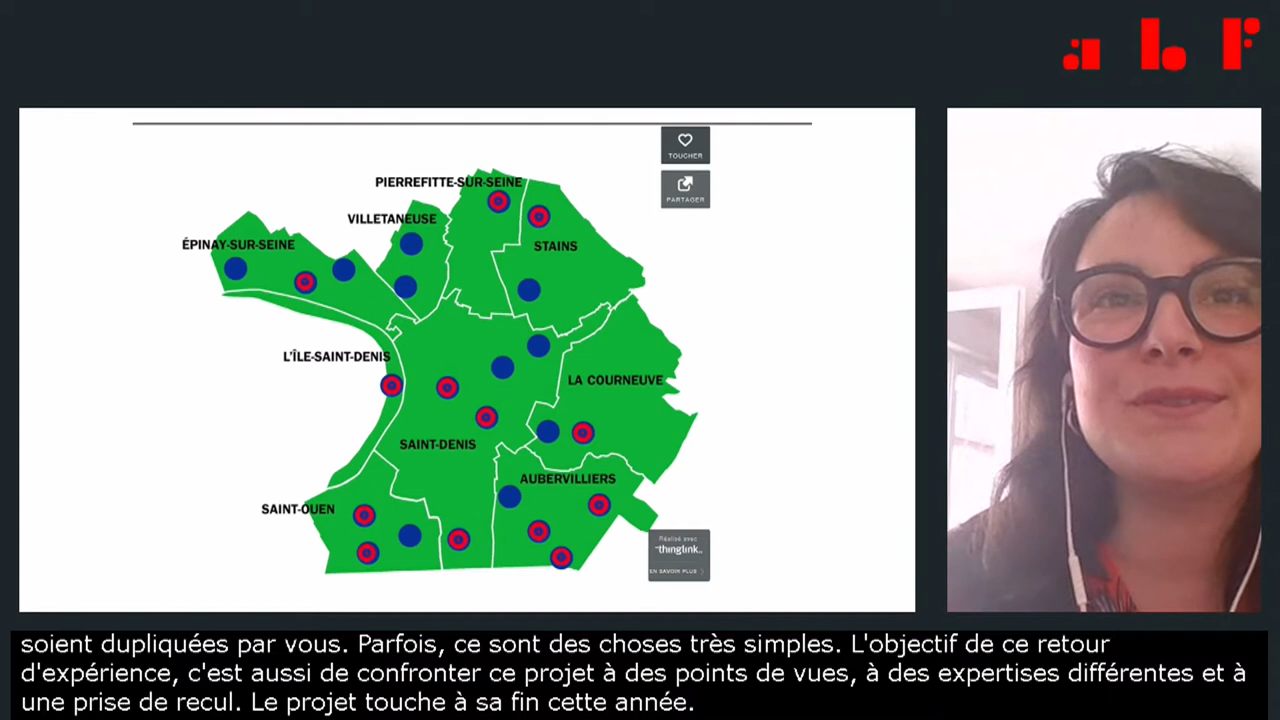 abF
TOUCHER
PARTAGER
PIERREFITTE-SUR-SEINE
VILLETANEUSE
ÉPINAY-SUR-SEINE
STAINS
L'ÎLE-SAINT-DENIS
LA COURNEUVE
SAINT-DENIS
AUBERVILLIERS
SAINT-OUEN
Réalisé avec
thinglink..
EN SAVOIR PLUS >
soient dupliquées par vous. Parfois, ce sont des choses très simples. L'objectif de ce retour
d'expérience, c'est aussi de confronter ce projet à des points de vues, à des expertises différentes et à
une prise de recul. Le projet touche à sa fin cette année.